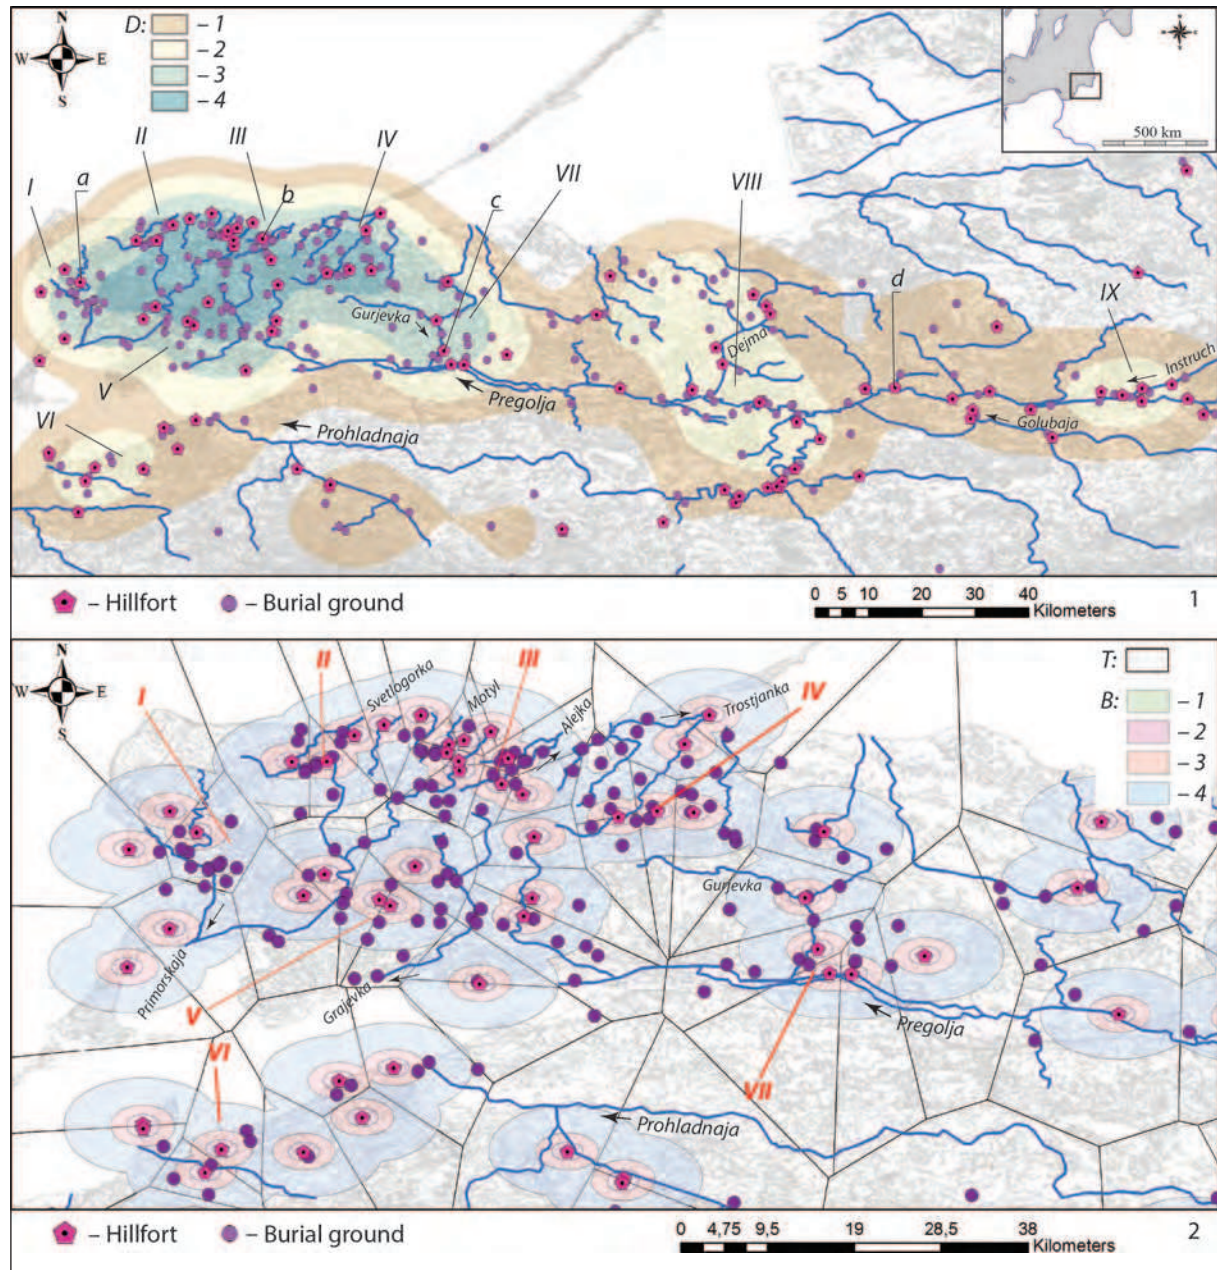 N
W E
S
D: – 1
– 2
– 3
– 4
500 km
II
III
IV
I
a
b
VII
c
VIII
d
IX
Gurjevka
Dejma
Instruch
V
Pregolja
Golubaja
VI
Prohladnaja
– Hillfort – Burial ground
0 5 10 20 30 40
Kilometers
1
N
W E
S
T:
B: – 1
– 2
– 3
– 4
I
II
Svetlogorka
Motyl
III
Alejka
Trostjanka
IV
Gurjevka
Primorskaja
V
Grajevka
Pregolja
VI
VII
Prohladnaja
– Hillfort – Burial ground
0 4,75 9,5 19 28,5 38
Kilometers
2